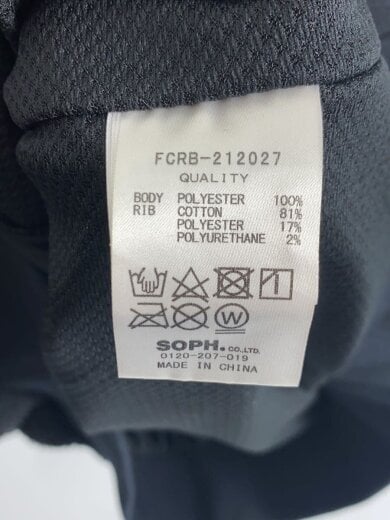 FCRB-212027
QUALITY
BODY POLYESTER 100%
RIB COTTON 81%
POLYESTER 17%
POLYURETHANE 2%
W
SOPH. CO.,LTD.
0120-207-019
MADE IN CHINA